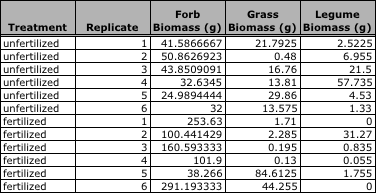 Treatment Replicate Forb Biomass (g) Grass Biomass (g) Legume Biomass (g)
unfertilized 1 41.5866667 21.7925 2.5225
unfertilized 2 50.8626923 0.48 6.955
unfertilized 3 43.8509091 16.76 21.5
unfertilized 4 32.6345 13.81 57.735
unfertilized 5 24.9894444 29.86 4.53
unfertilized 6 32 13.575 1.33
fertilized 1 253.63 1.71 0
fertilized 2 100.441429 2.285 31.27
fertilized 3 160.593333 0.195 0.835
fertilized 4 101.9 0.13 0.055
fertilized 5 38.266 84.6125 1.755
fertilized 6 291.193333 44.255 0